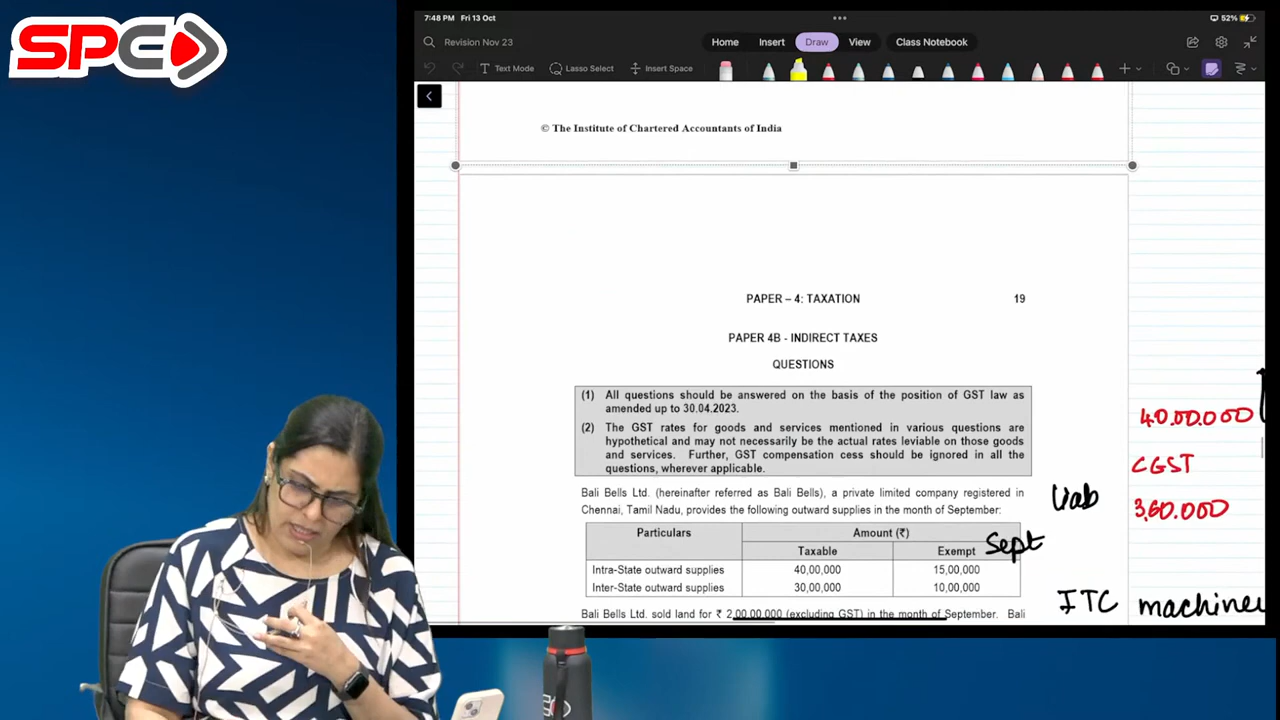 SPC
7:48 PM Fri 13 Oct
52%
Revision Nov 23
Home Insert Draw View Class Notebook
Text Mode Lasso Select Insert Space
© The Institute of Chartered Accountants of India
PAPER – 4: TAXATION 19
PAPER 4B - INDIRECT TAXES
QUESTIONS
(1) All questions should be answered on the basis of the position of GST law as
amended up to 30.04.2023.
(2) The GST rates for goods and services mentioned in various questions are
hypothetical and may not necessarily be the actual rates leviable on those goods
and services. Further, GST compensation cess should be ignored in all the
questions, wherever applicable.
40.00.000
CGST
Bali Bells Ltd. (hereinafter referred as Bali Bells), a private limited company registered in
Chennai, Tamil Nadu, provides the following outward supplies in the month of September:
Liab 3,60.000
Particulars Amount (₹)
Taxable Exempt Sept
Intra-State outward supplies 40,00,000 15,00,000
Inter-State outward supplies 30,00,000 10,00,000
ITC machiner
Bali Bells Ltd. sold land for ₹ 2,00,00,000 (excluding GST) in the month of September. Bali